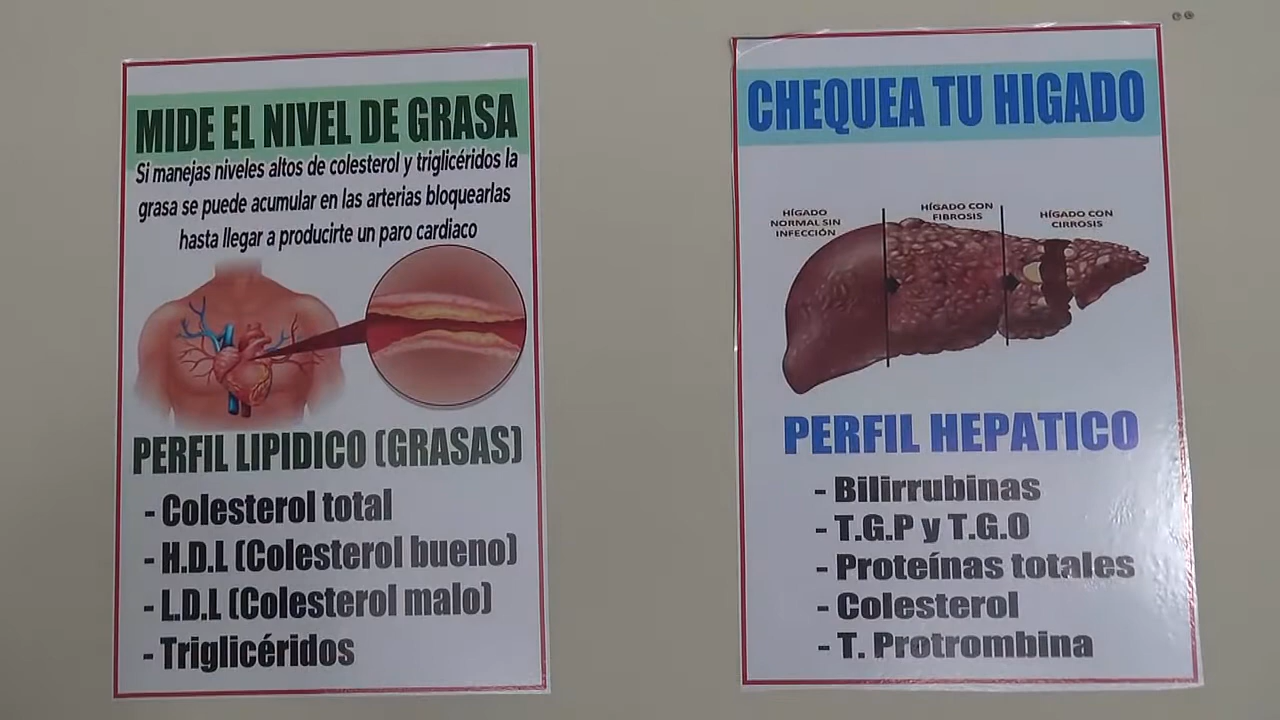 MIDE EL NIVEL DE GRASA
Si manejas niveles altos de colesterol y triglicéridos la
grasa se puede acumular en las arterias bloquearlas
hasta llegar a producirte un paro cardiaco
PERFIL LIPIDICO (GRASAS)
- Colesterol total
- H.D.L (Colesterol bueno)
- L.D.L (Colesterol malo)
- Triglicéridos
CHEQUEA TU HIGADO
HÍGADO
NORMAL SIN
INFECCIÓN
HÍGADO CON
FIBROSIS
HÍGADO CON
CIRROSIS
PERFIL HEPATICO
- Bilirrubinas
- T.G.P y T.G.O
- Proteínas totales
- Colesterol
- T. Protrombina